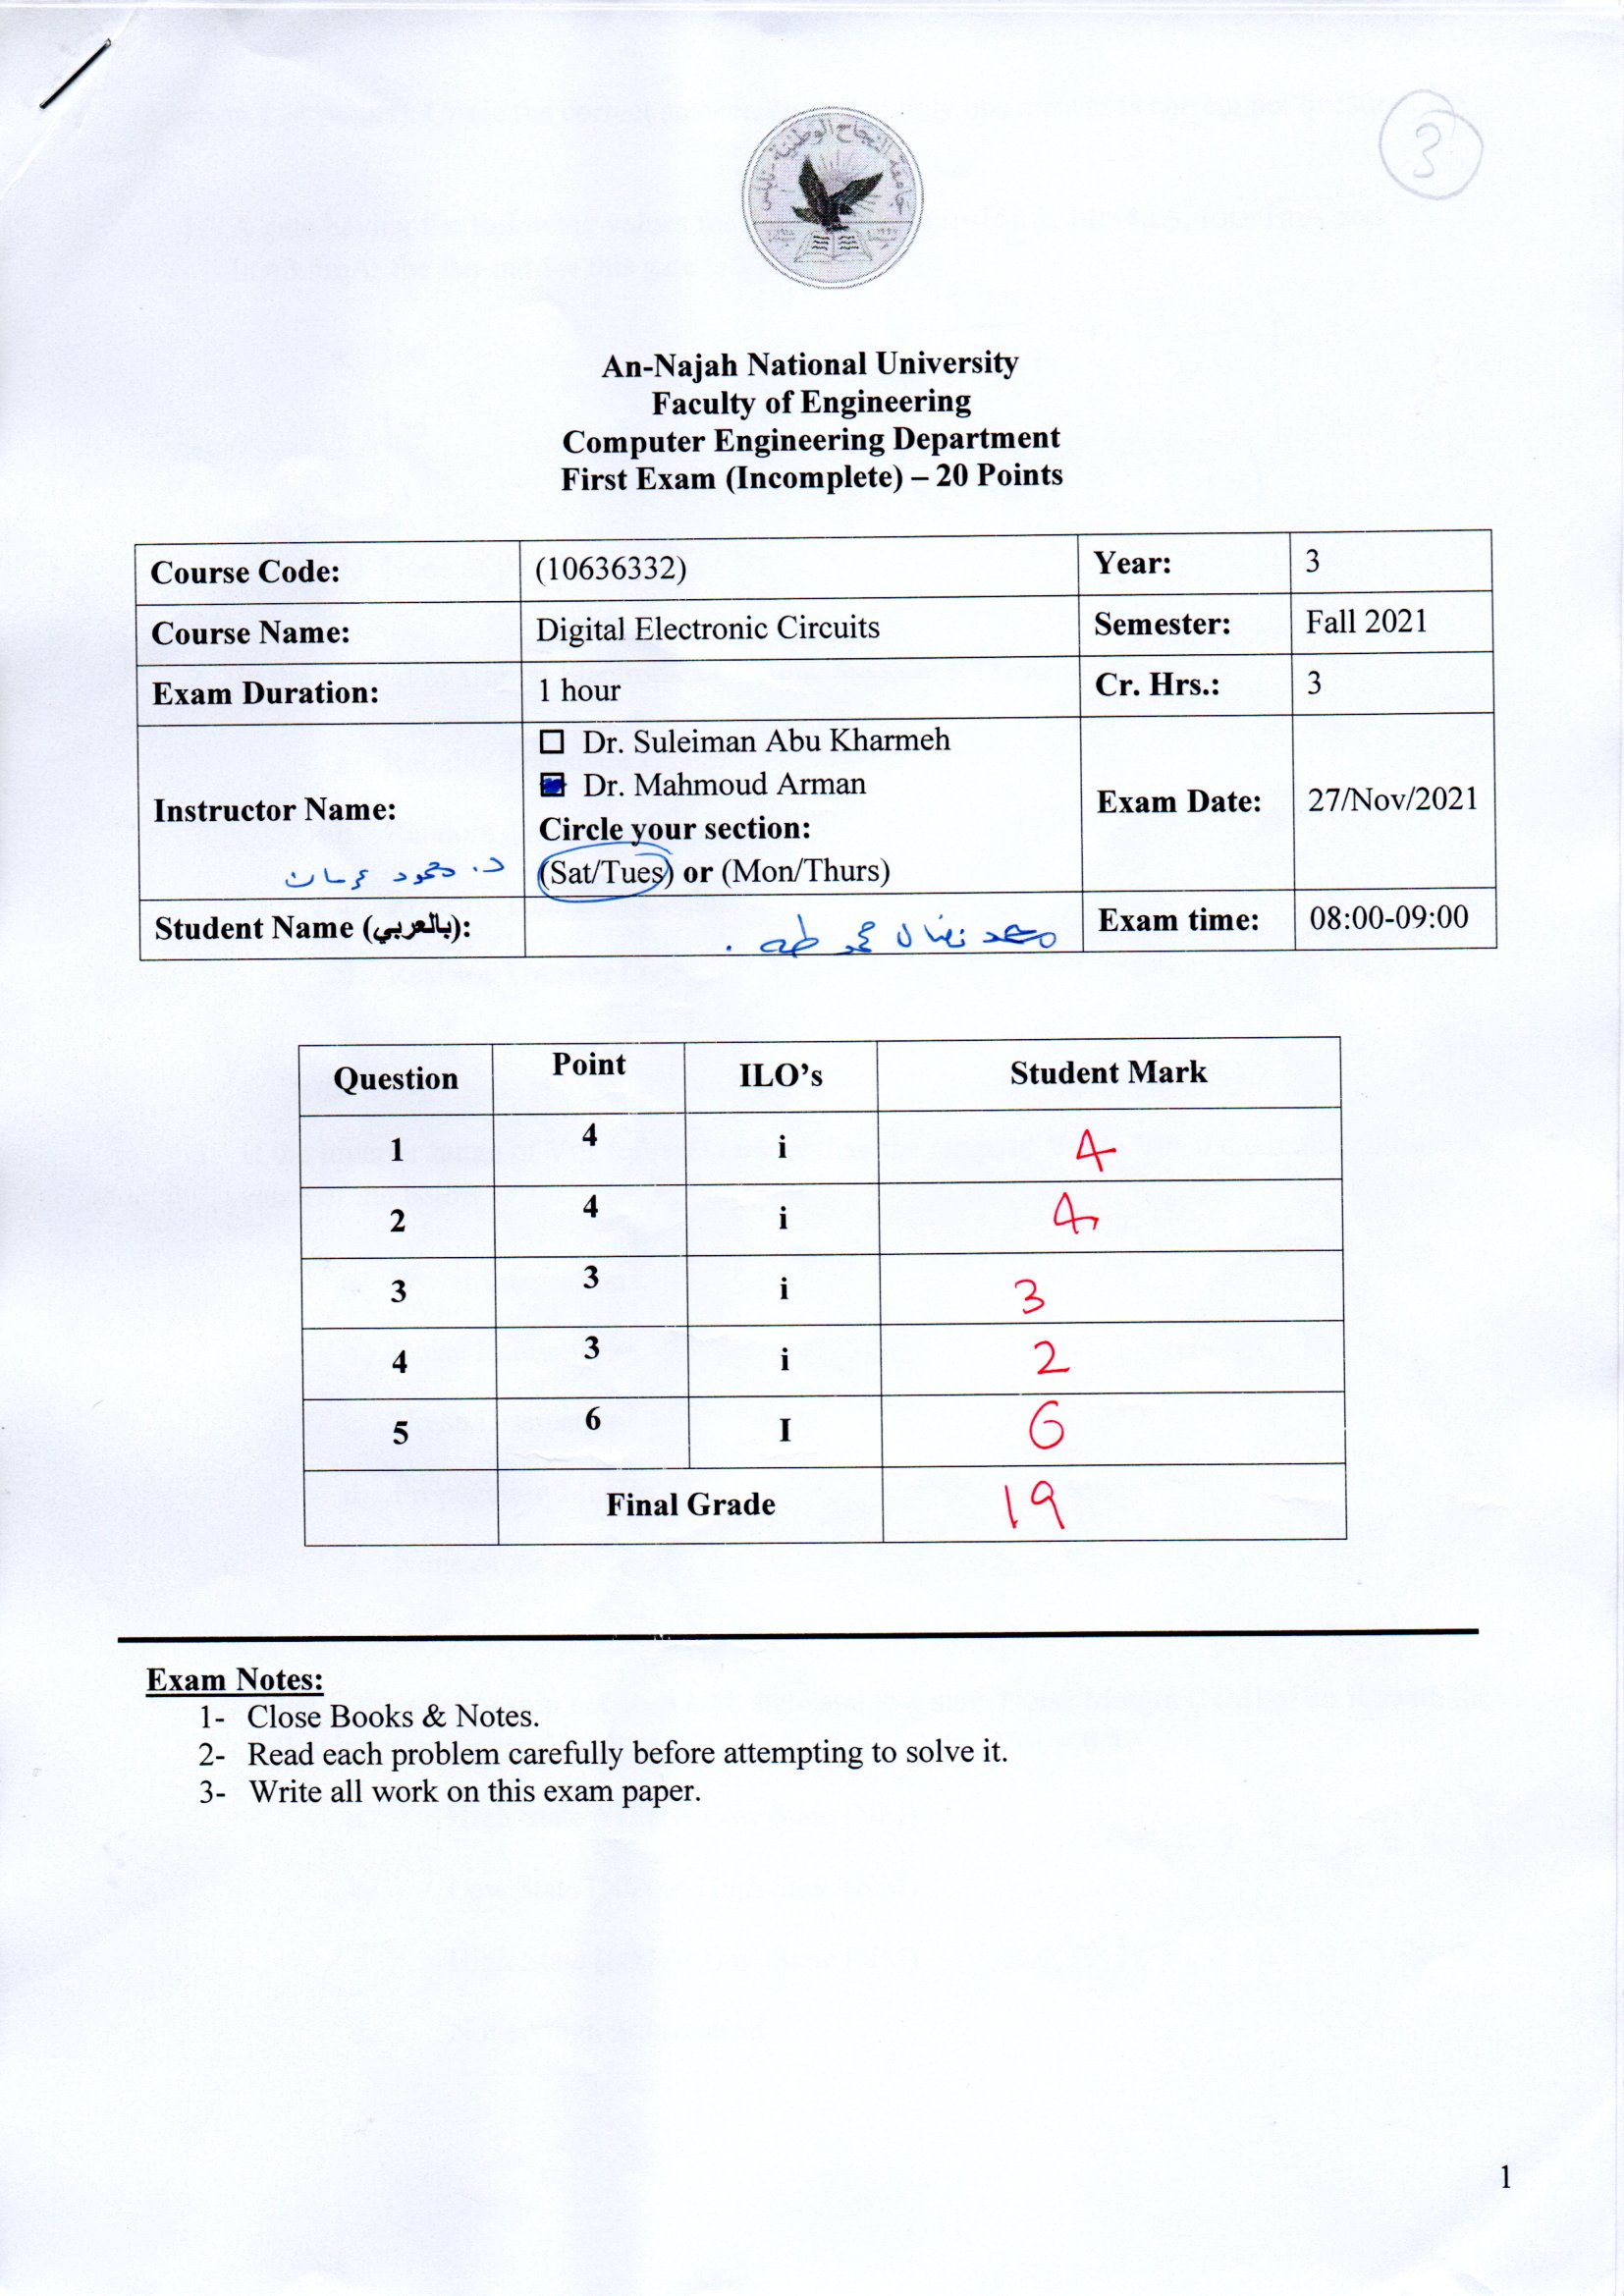 3
جامعة النجاح الوطنية - نابلس
An-Najah National University
Faculty of Engineering
Computer Engineering Department
First Exam (Incomplete) – 20 Points
Course Code: (10636332) Year: 3
Course Name: Digital Electronic Circuits Semester: Fall 2021
Exam Duration: 1 hour Cr. Hrs.: 3
Instructor Name: د. محمود عرمان
☐ Dr. Suleiman Abu Kharmeh
Dr. Mahmoud Arman
Circle your section:
(Sat/Tues) or (Mon/Thurs)
Exam Date: 27/Nov/2021
Student Name (بالعربي): نضال طه . Exam time: 08:00-09:00
Question Point ILO's Student Mark
1 4 i 4
2 4 i 4
3 3 i 3
4 3 i 2
5 6 I 6
Final Grade 19
Exam Notes:
1- Close Books & Notes.
2- Read each problem carefully before attempting to solve it.
3- Write all work on this exam paper.
1